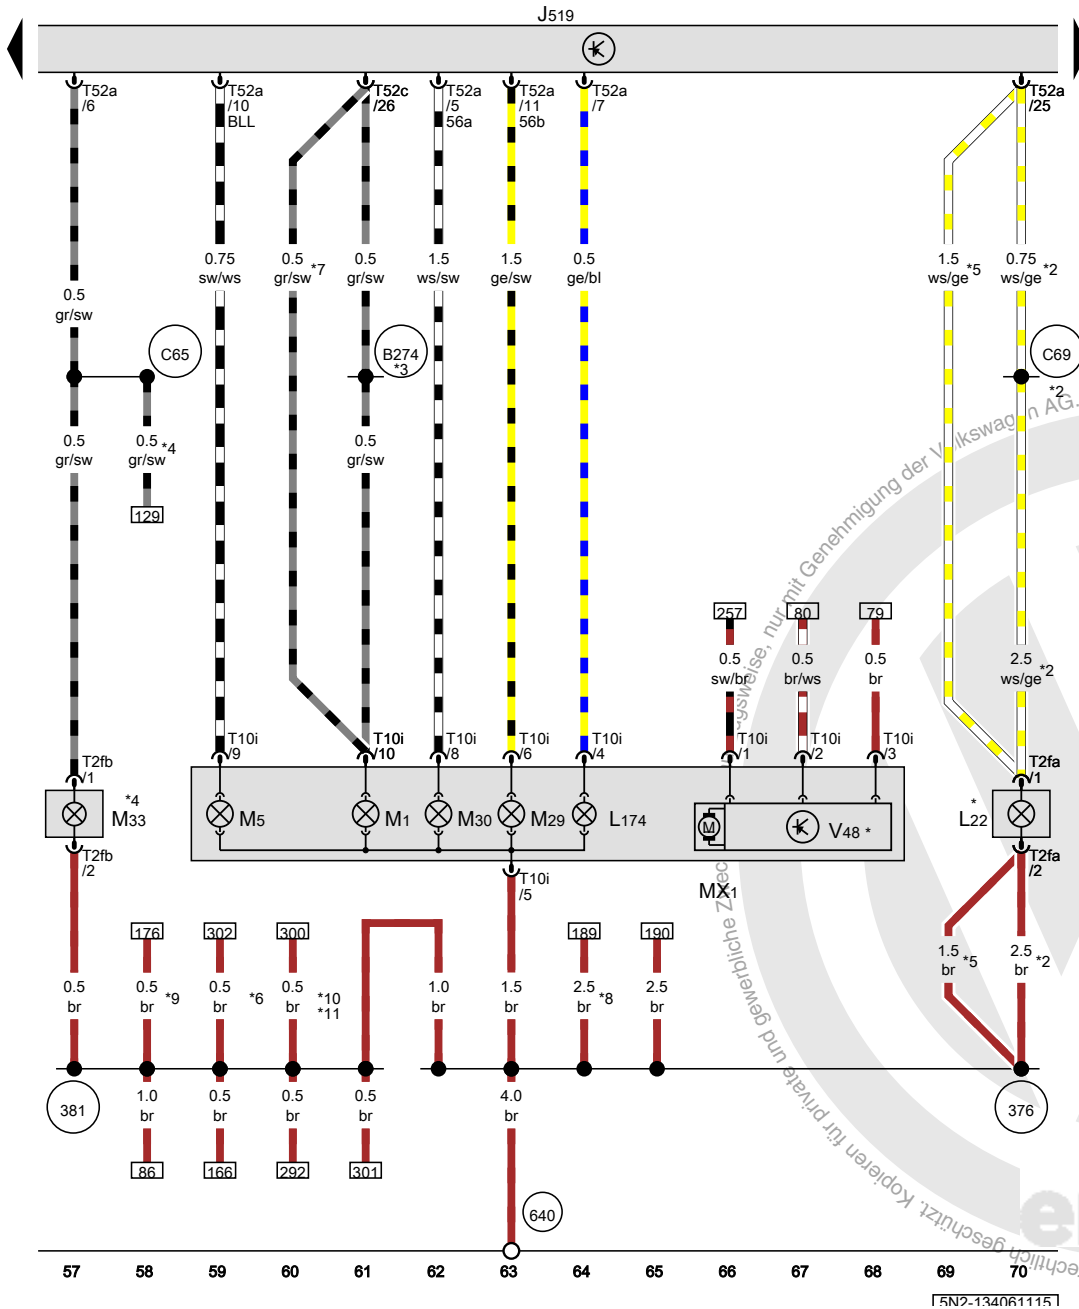 J519
T52a
/6
T52a
/10
BLL
T52c
/26
T52a
/5
56a
T52a
/11
56b
T52a
/7
T52a
/25
0.5
gr/sw
0.75
sw/ws
0.5
gr/sw *7
0.5
gr/sw
1.5
ws/sw
1.5
ge/sw
0.5
ge/bl
1.5
ws/ge *5
0.75
ws/ge *2
C65
B274
*3
C69
*2
0.5
gr/sw
0.5
gr/sw *4
0.5
gr/sw
129
257
80
79
0.5
sw/br
0.5
br/ws
0.5
br
2.5
ws/ge *2
T2fb
/1
T10i
/9
T10i
/10
T10i
/8
T10i
/6
T10i
/4
T10i
/1
T10i
/2
T10i
/3
T2fa
/1
*4
M33
M5
M1
M30
M29
L174
M
V48 *
*
L22
T2fb
/2
T10i
/5
MX1
T2fa
/2
176
302
300
189
190
0.5
br
0.5
br
*9
0.5
br
*6
0.5
br
*10
*11
1.0
br
1.5
br
2.5
br
*8
2.5
br
1.5
br
*5
2.5
br
*2
381
1.0
br
0.5
br
0.5
br
0.5
br
4.0
br
376
86
166
292
301
640
57 58 59 60 61 62 63 64 65 66 67 68 69 70
5N2-134061115